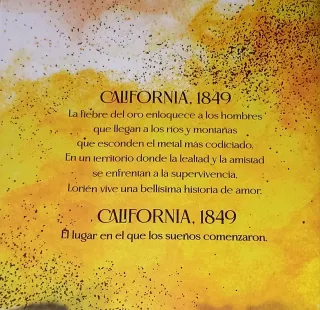 CALIFORNIA, 1849
La fiebre del oro enloquece a los hombres
que llegan a los ríos y montañas
que esconden el metal más codiciado.
En un territorio donde la lealtad y la amistad
se enfrentan a la supervivencia,
Lorién vive una bellísima historia de amor.
CALIFORNIA, 1849
El lugar en el que los sueños comenzaron.